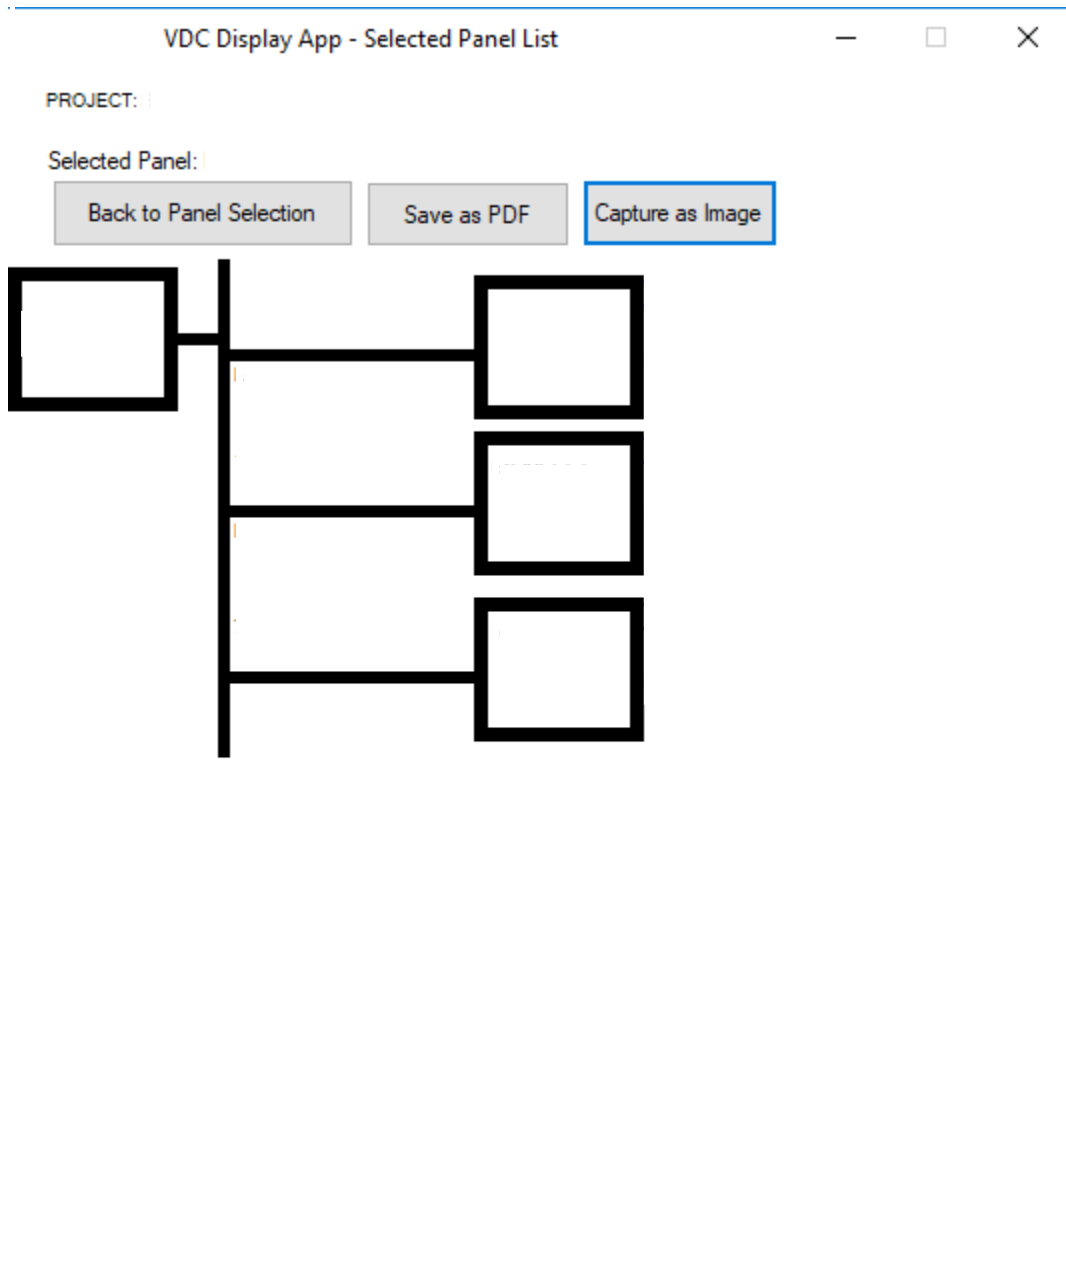 VDC Display App - Selected Panel List
PROJECT:
Selected Panel:
Back to Panel Selection
Save as PDF
Capture as Image